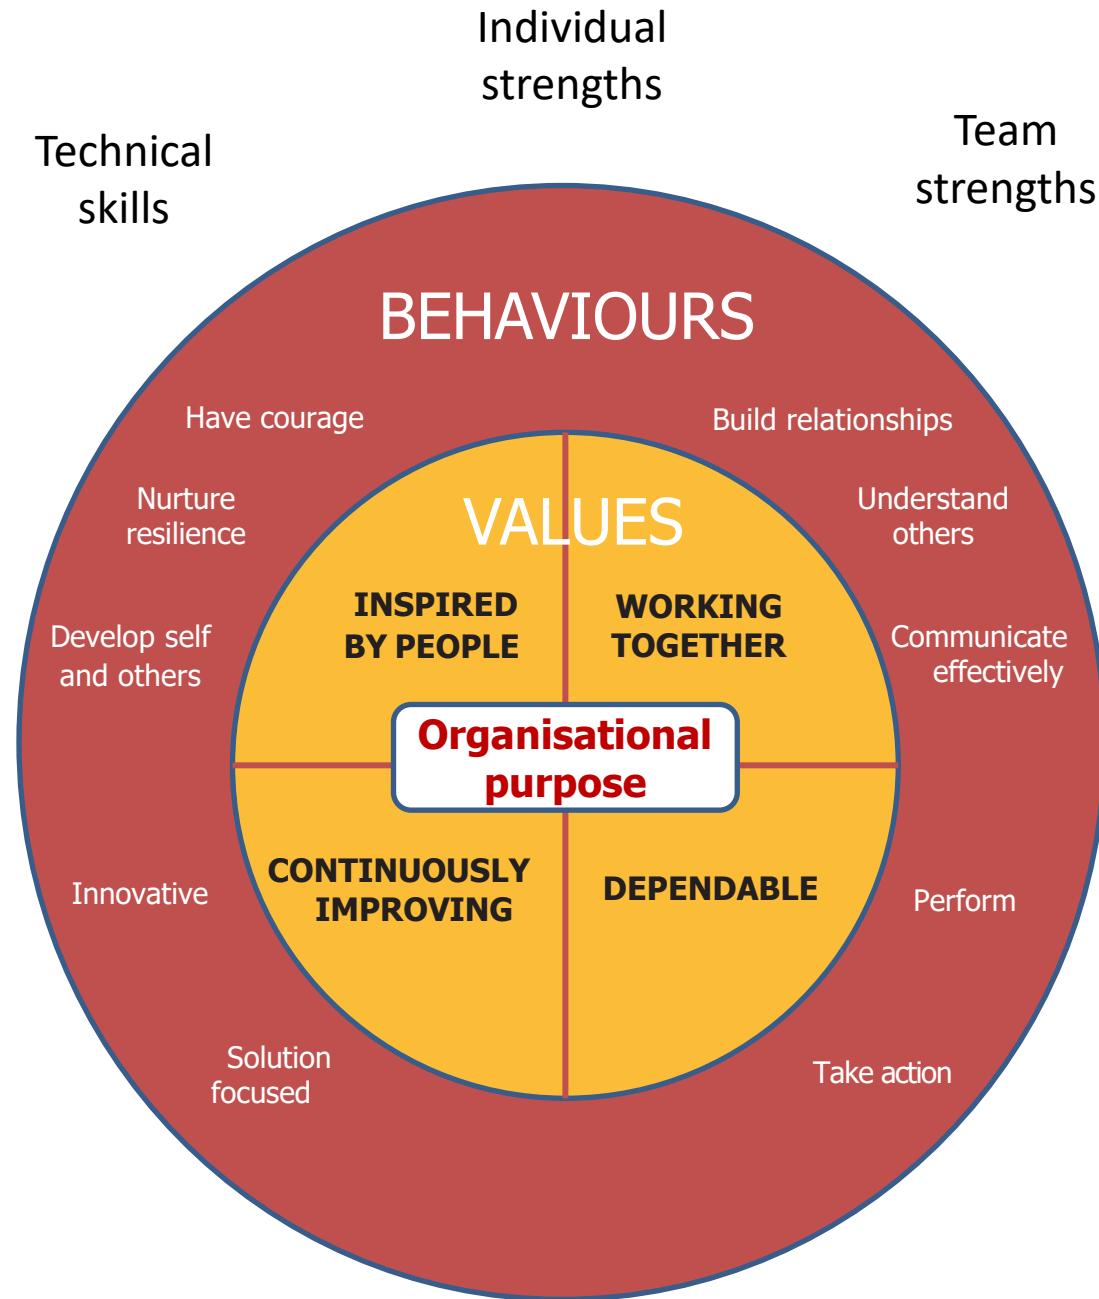 Individual
strengths
Technical
skills
Team
strengths
BEHAVIOURS
Have courage
Build relationships
Nurture
resilience
Understand
others
VALUES
INSPIRED
BY PEOPLE
WORKING
TOGETHER
Develop self
and others
Communicate
effectively
Organisational
purpose
CONTINUOUSLY
IMPROVING
DEPENDABLE
Innovative
Perform
Solution
focused
Take action